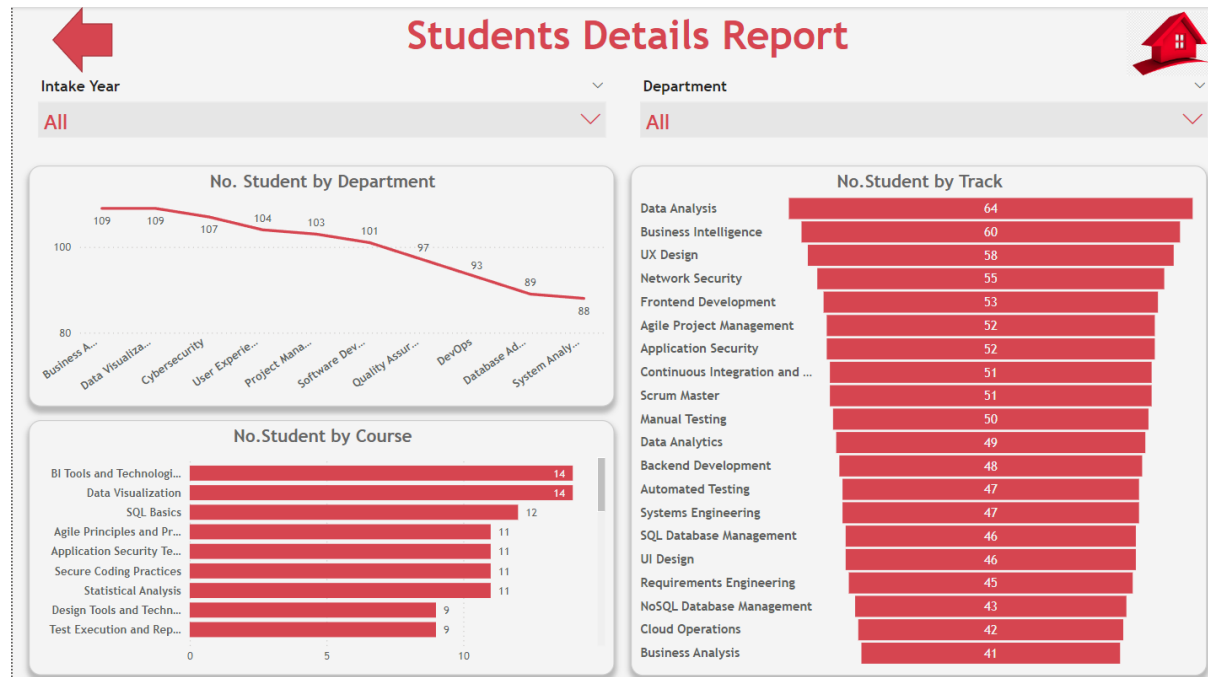 Students Details Report
Intake Year
All
Department
All
No. Student by Department
109
109
107
104
103
101
97
93
89
88
100
80
Business A...
Data Visualiza...
Cybersecurity
User Experie...
Project Mana...
Software Dev...
Quality Assur...
DevOps
Database Ad...
System Analy...
No.Student by Course
BI Tools and Technologi... 14
Data Visualization 14
SQL Basics 12
Agile Principles and Pr... 11
Application Security Te... 11
Secure Coding Practices 11
Statistical Analysis 11
Design Tools and Techn... 9
Test Execution and Rep... 9
0 5 10
No.Student by Track
Data Analysis 64
Business Intelligence 60
UX Design 58
Network Security 55
Frontend Development 53
Agile Project Management 52
Application Security 52
Continuous Integration and ... 51
Scrum Master 51
Manual Testing 50
Data Analytics 49
Backend Development 48
Automated Testing 47
Systems Engineering 47
SQL Database Management 46
UI Design 46
Requirements Engineering 45
NoSQL Database Management 43
Cloud Operations 42
Business Analysis 41